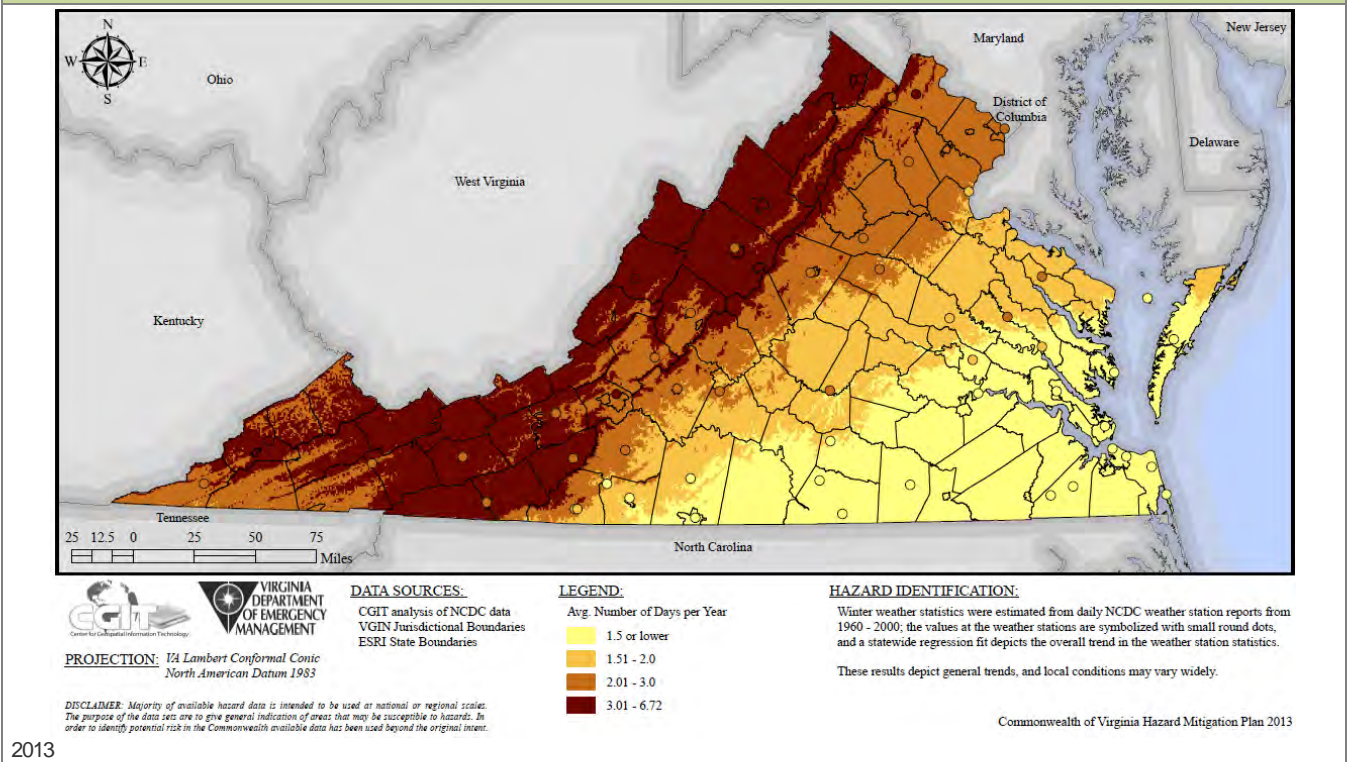 N
W E
S
Ohio
Maryland
New Jersey
District of
Columbia
Delaware
West Virginia
Kentucky
Tennessee
North Carolina
25 12.5 0 25 50 75
Miles
CGIT
Center for Geospatial Information Technology
VIRGINIA
DEPARTMENT
OF EMERGENCY
MANAGEMENT
PROJECTION: VA Lambert Conformal Conic
North American Datum 1983
DATA SOURCES:
CGIT analysis of NCDC data
VGIN Jurisdictional Boundaries
ESRI State Boundaries
LEGEND:
Avg. Number of Days per Year
1.5 or lower
1.51 - 2.0
2.01 - 3.0
3.01 - 6.72
HAZARD IDENTIFICATION:
Winter weather statistics were estimated from daily NCDC weather station reports from
1960 - 2000; the values at the weather stations are symbolized with small round dots,
and a statewide regression fit depicts the overall trend in the weather station statistics.
These results depict general trends, and local conditions may vary widely.
DISCLAIMER: Majority of available hazard data is intended to be used at national or regional scales.
The purpose of the data sets are to give general indication of areas that may be susceptible to hazards. In
order to identify potential risk in the Commonwealth available data has been used beyond the original intent.
Commonwealth of Virginia Hazard Mitigation Plan 2013
2013